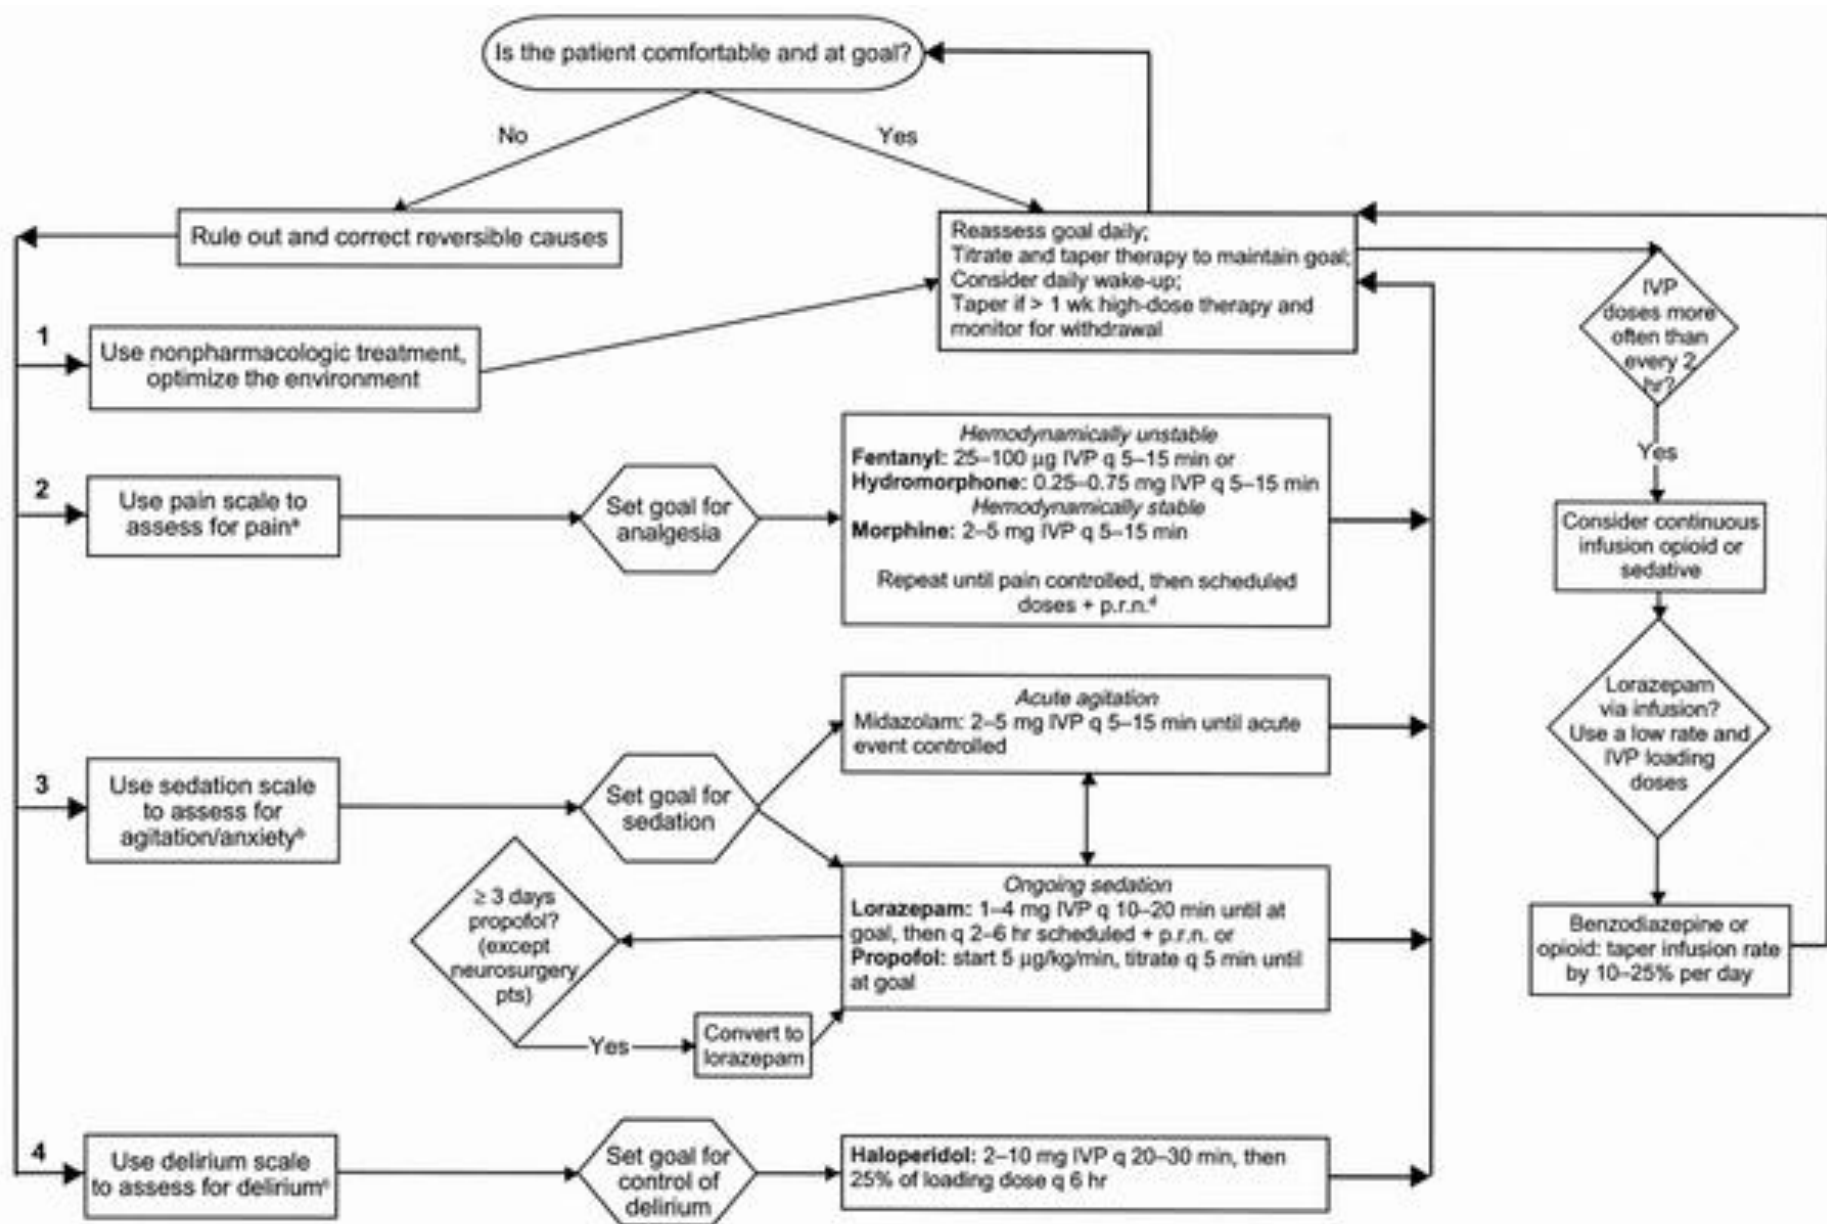 Is the patient comfortable and at goal?
No
Yes
Rule out and correct reversible causes
Reassess goal daily;
Titrate and taper therapy to maintain goal;
Consider daily wake-up;
Taper if > 1 wk high-dose therapy and
monitor for withdrawal
IVP
doses more
often than
every 2
hr?
Yes
Consider continuous
infusion opioid or
sedative
Lorazepam
via infusion?
Use a low rate and
IVP loading
doses
Benzodiazepine or
opioid: taper infusion rate
by 10–25% per day
1
Use nonpharmacologic treatment,
optimize the environment
2
Use pain scale to
assess for painᵃ
Set goal for
analgesia
Hemodynamically unstable
Fentanyl: 25–100 µg IVP q 5–15 min or
Hydromorphone: 0.25–0.75 mg IVP q 5–15 min
Hemodynamically stable
Morphine: 2–5 mg IVP q 5–15 min
Repeat until pain controlled, then scheduled
doses + p.r.n.ᵈ
3
Use sedation scale
to assess for
agitation/anxietyᵇ
Set goal for
sedation
Acute agitation
Midazolam: 2–5 mg IVP q 5–15 min until acute
event controlled
Ongoing sedation
Lorazepam: 1–4 mg IVP q 10–20 min until at
goal, then q 2–6 hr scheduled + p.r.n. or
Propofol: start 5 µg/kg/min, titrate q 5 min until
at goal
≥ 3 days
propofol?
(except
neurosurgery
pts)
Yes
Convert to
lorazepam
4
Use delirium scale
to assess for deliriumᶜ
Set goal for
control of
delirium
Haloperidol: 2–10 mg IVP q 20–30 min, then
25% of loading dose q 6 hr